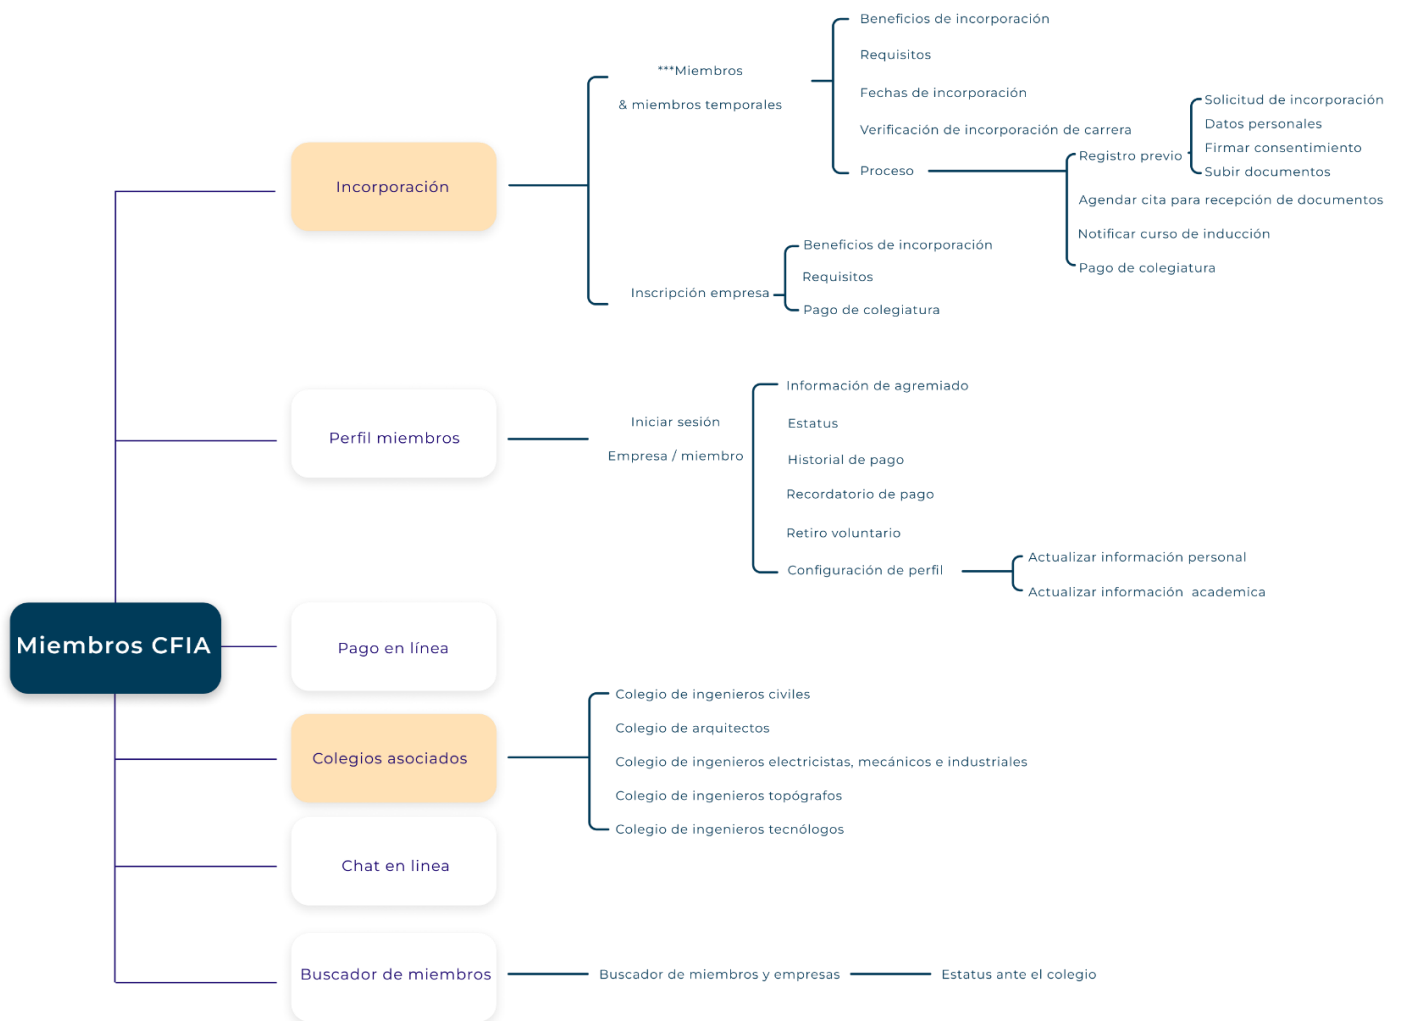 Miembros CFIA
Incorporación
***Miembros
& miembros temporales
Beneficios de incorporación
Requisitos
Fechas de incorporación
Verificación de incorporación de carrera
Proceso
Registro previo
Solicitud de incorporación
Datos personales
Firmar consentimiento
Subir documentos
Agendar cita para recepción de documentos
Notificar curso de inducción
Pago de colegiatura
Inscripción empresa
Beneficios de incorporación
Requisitos
Pago de colegiatura
Perfil miembros
Iniciar sesión
Empresa / miembro
Información de agremiado
Estatus
Historial de pago
Recordatorio de pago
Retiro voluntario
Configuración de perfil
Actualizar información personal
Actualizar información academica
Pago en línea
Colegios asociados
Colegio de ingenieros civiles
Colegio de arquitectos
Colegio de ingenieros electricistas, mecánicos e industriales
Colegio de ingenieros topógrafos
Colegio de ingenieros tecnólogos
Chat en linea
Buscador de miembros
Buscador de miembros y empresas
Estatus ante el colegio